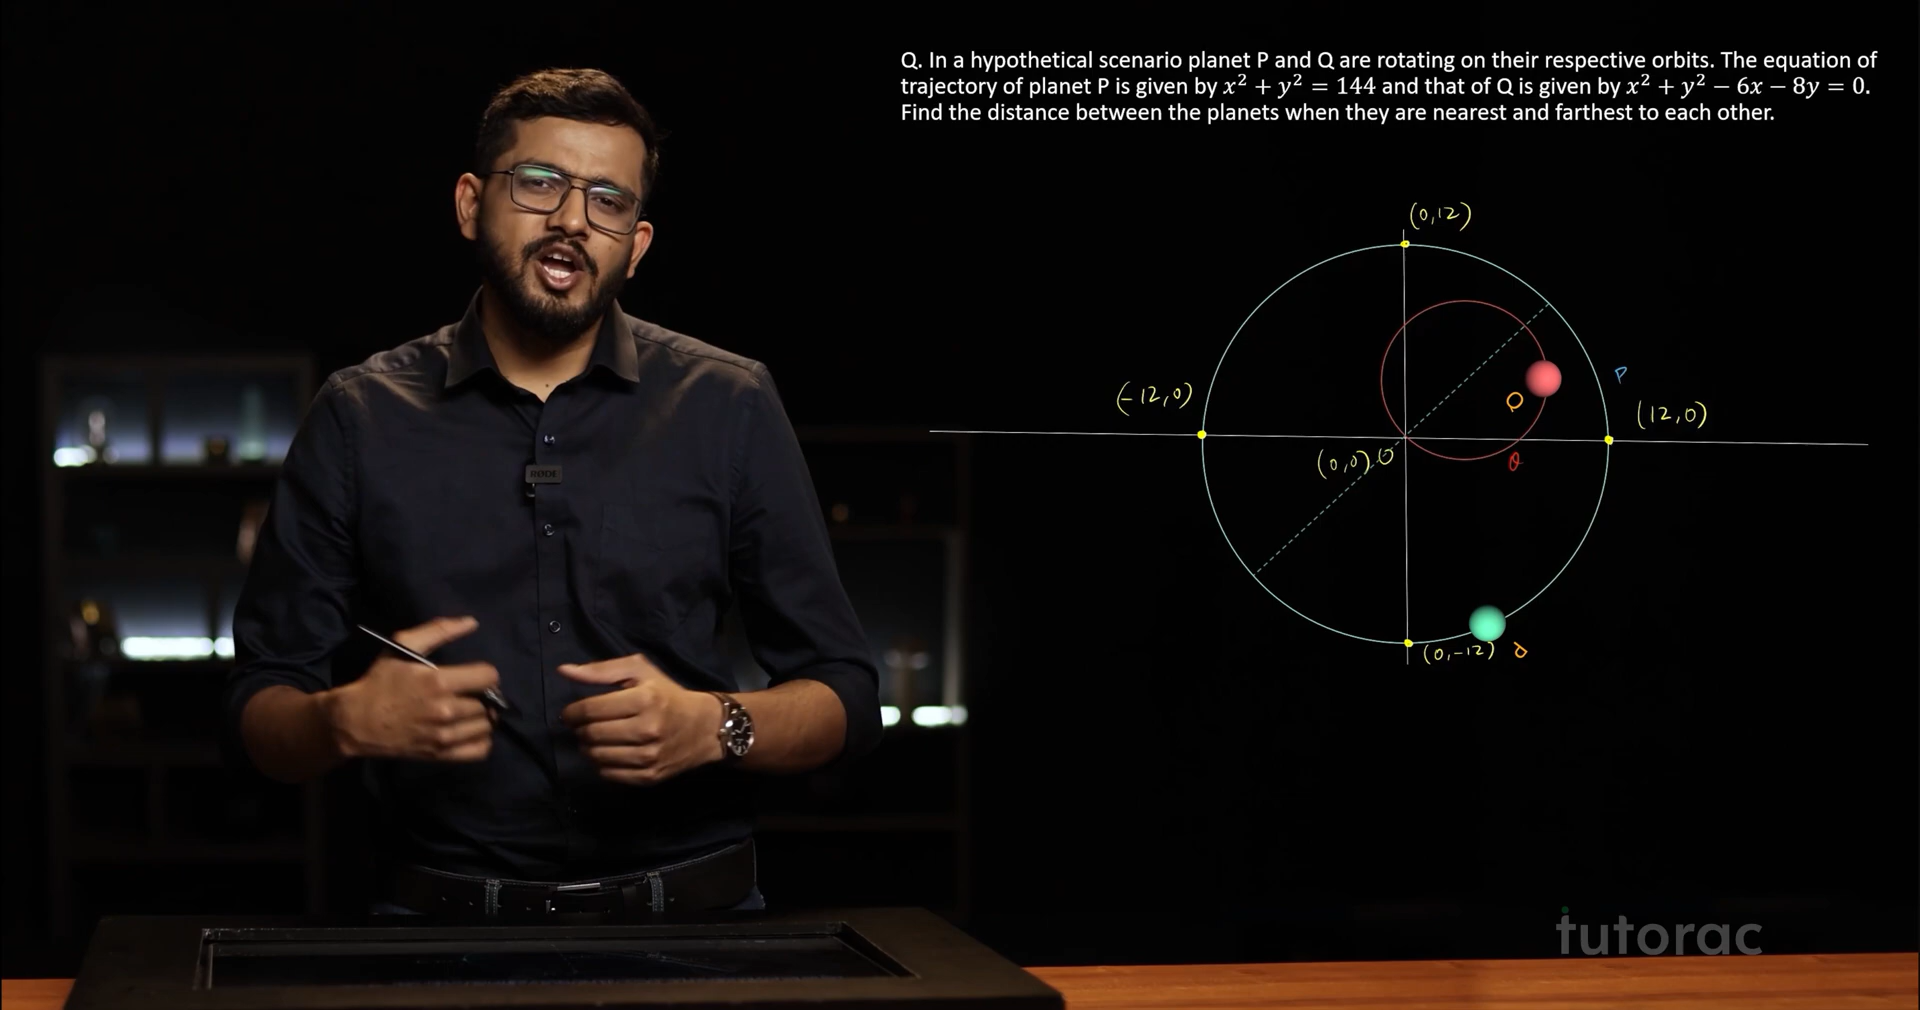 Q. In a hypothetical scenario planet P and Q are rotating on their respective orbits. The equation of
trajectory of planet P is given by x² + y² = 144 and that of Q is given by x² + y² − 6x − 8y = 0.
Find the distance between the planets when they are nearest and farthest to each other.
(0,12)
P
(-12,0)
Q
(12,0)
(0,0) O
Q
(0,-12)
RØDE
tutorac